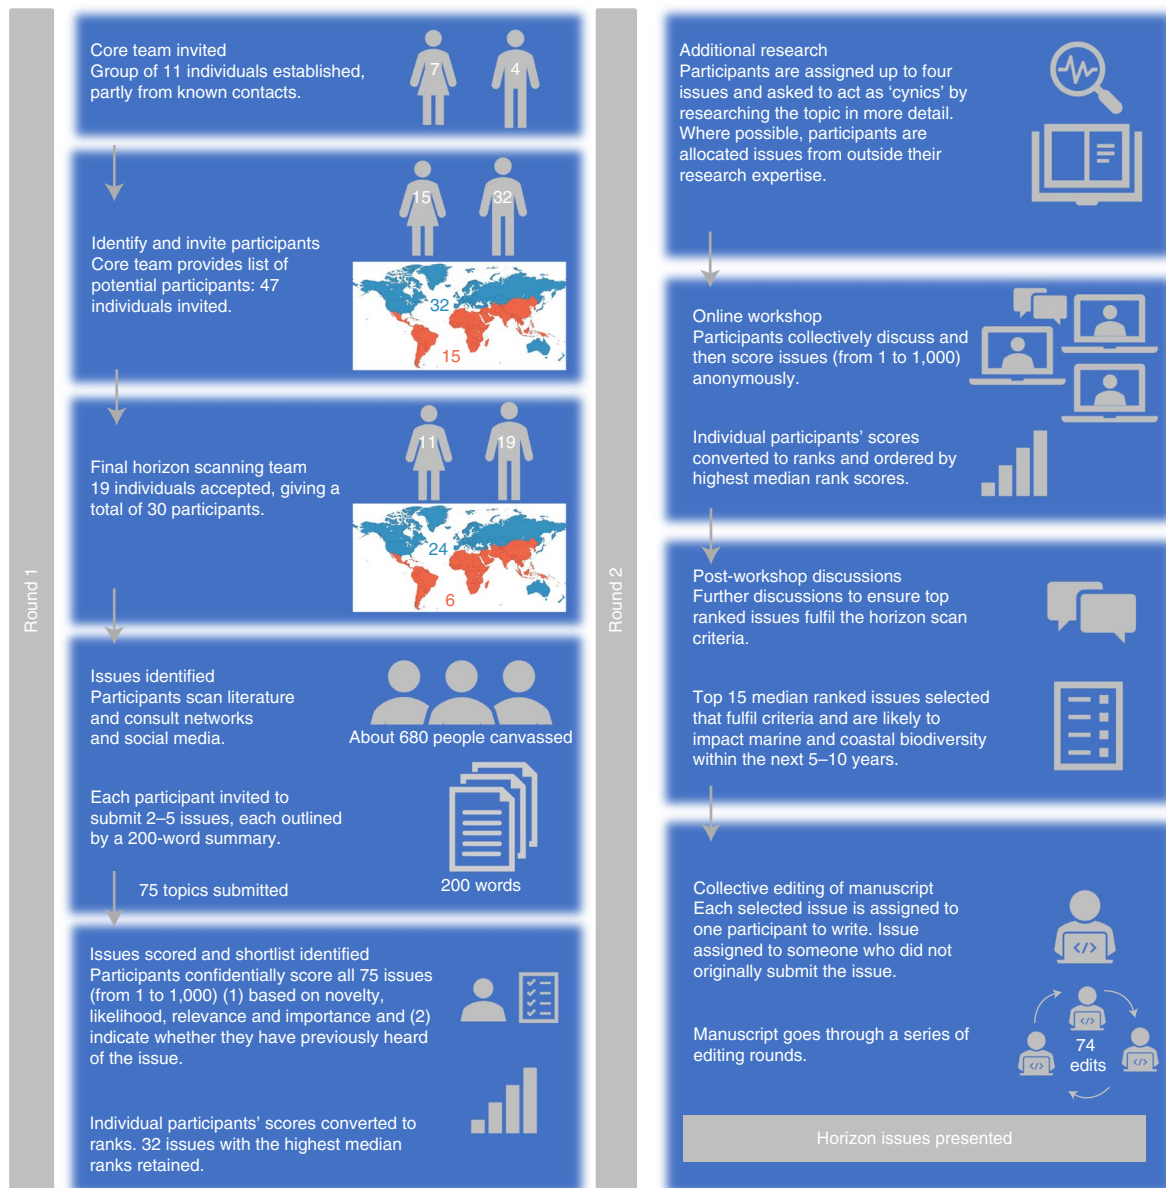 Round 1
Core team invited
Group of 11 individuals established,
partly from known contacts.
7
4
15
32
Identify and invite participants
Core team provides list of
potential participants: 47
individuals invited.
32
15
11
19
Final horizon scanning team
19 individuals accepted, giving a
total of 30 participants.
24
6
Issues identified
Participants scan literature
and consult networks
and social media.
About 680 people canvassed
Each participant invited to
submit 2–5 issues, each outlined
by a 200-word summary.
200 words
75 topics submitted
Issues scored and shortlist identified
Participants confidentially score all 75 issues
(from 1 to 1,000) (1) based on novelty,
likelihood, relevance and importance and (2)
indicate whether they have previously heard
of the issue.
Individual participants’ scores converted to
ranks. 32 issues with the highest median
ranks retained.
Round 2
Additional research
Participants are assigned up to four
issues and asked to act as ‘cynics’ by
researching the topic in more detail.
Where possible, participants are
allocated issues from outside their
research expertise.
Online workshop
Participants collectively discuss and
then score issues (from 1 to 1,000)
anonymously.
Individual participants’ scores
converted to ranks and ordered by
highest median rank scores.
Post-workshop discussions
Further discussions to ensure top
ranked issues fulfil the horizon scan
criteria.
Top 15 median ranked issues selected
that fulfil criteria and are likely to
impact marine and coastal biodiversity
within the next 5–10 years.
Collective editing of manuscript
Each selected issue is assigned to
one participant to write. Issue
assigned to someone who did not
originally submit the issue.
</>
Manuscript goes through a series of
editing rounds.
</>
</>
</>
74
edits
Horizon issues presented